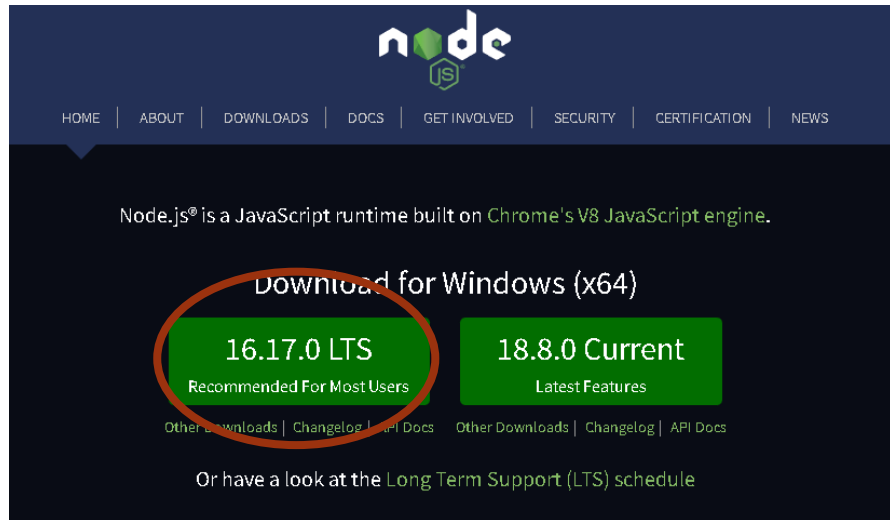 node
JS
HOME | ABOUT | DOWNLOADS | DOCS | GET INVOLVED | SECURITY | CERTIFICATION | NEWS
Node.js® is a JavaScript runtime built on Chrome's V8 JavaScript engine.
Download for Windows (x64)
16.17.0 LTS 18.8.0 Current
Recommended For Most Users Latest Features
Other Downloads | Changelog | API Docs Other Downloads | Changelog | API Docs
Or have a look at the Long Term Support (LTS) schedule